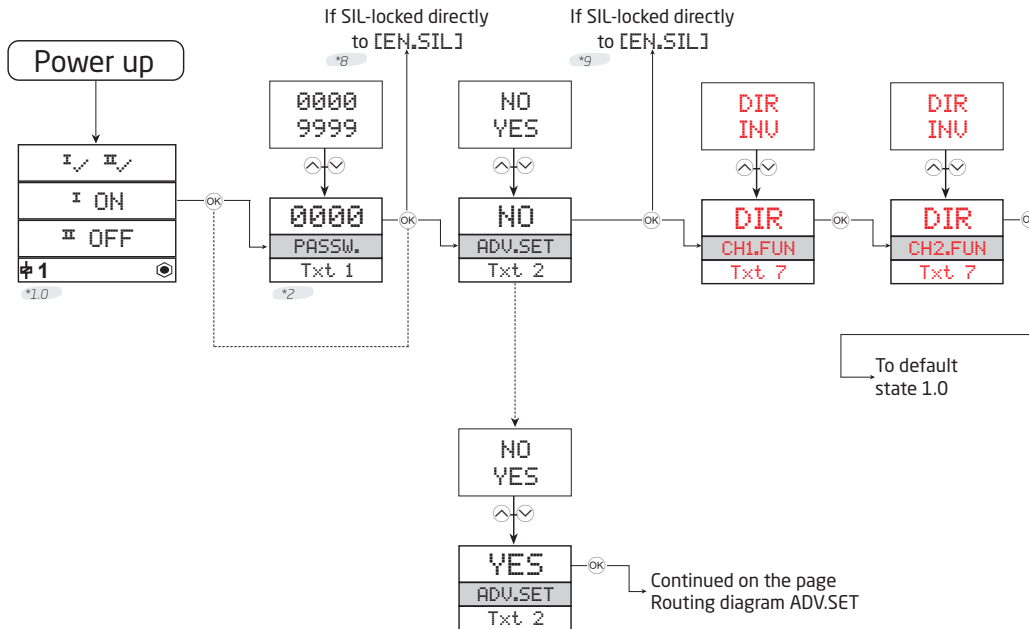 If SIL-locked directly
to [EN.SIL]
*8
If SIL-locked directly
to [EN.SIL]
*9
Power up
I✓ II✓
I ON
II OFF
1
*1.0
OK
0000
9999
0000
PASSW.
Txt 1
*2
OK
NO
YES
NO
ADV.SET
Txt 2
OK
DIR
INV
DIR
CH1.FUN
Txt 7
OK
DIR
INV
DIR
CH2.FUN
Txt 7
To default
state 1.0
NO
YES
YES
ADV.SET
Txt 2
OK
Continued on the page
Routing diagram ADV.SET